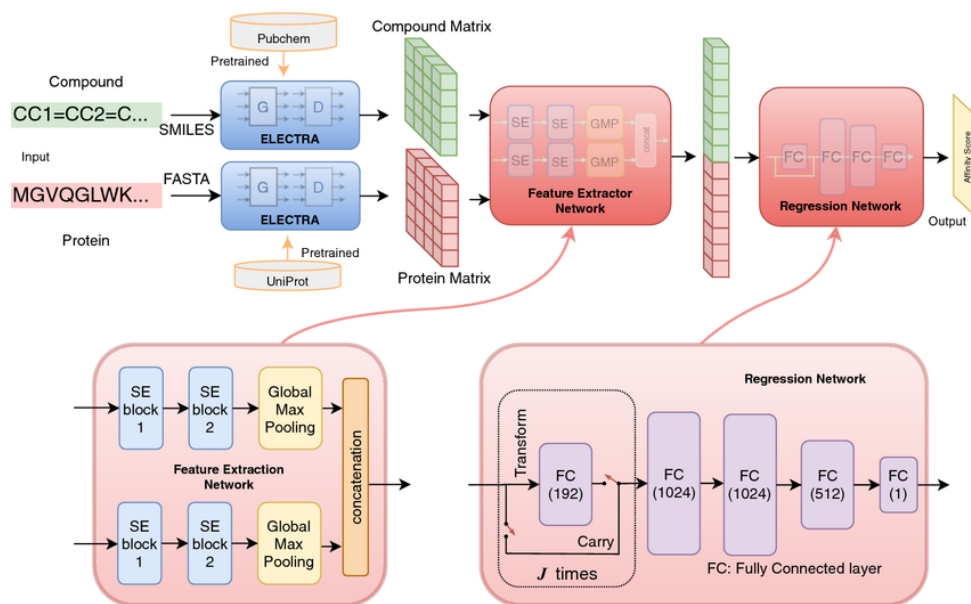 Pubchem
Compound Matrix
Pretrained
Compound
CC1=CC2=C...
SMILES
G
D
ELECTRA
Input
FASTA
MGVQGLWK...
G
D
ELECTRA
Protein
Pretrained
UniProt
Protein Matrix
SE
SE
GMP
SE
SE
GMP
concat
Feature Extractor
Network
FC
FC
FC
FC
Regression Network
Output
Affinity Score
SE
block
1
SE
block
2
Global
Max
Pooling
Feature Extraction
Network
SE
block
1
SE
block
2
Global
Max
Pooling
concatenation
Regression Network
Transform
FC
(192)
Carry
J times
FC
(1024)
FC
(1024)
FC
(512)
FC
(1)
FC: Fully Connected layer